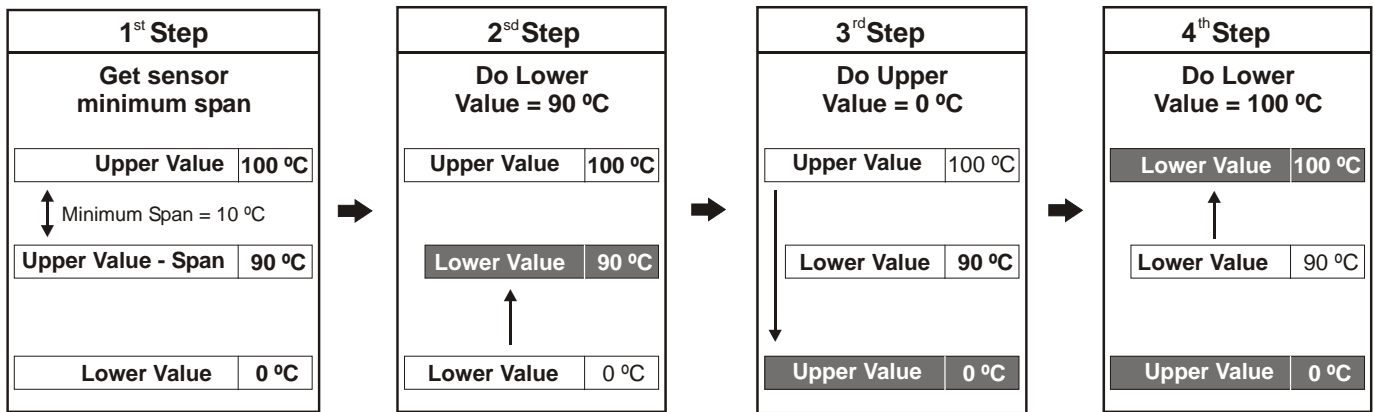 1st Step
Get sensor
minimum span
Upper Value 100 ºC
Minimum Span = 10 ºC
Upper Value - Span 90 ºC
Lower Value 0 ºC
2sd Step
Do Lower
Value = 90 ºC
Upper Value 100 ºC
Lower Value 90 ºC
Lower Value 0 ºC
3rd Step
Do Upper
Value = 0 ºC
Upper Value 100 ºC
Lower Value 90 ºC
Upper Value 0 ºC
4th Step
Do Lower
Value = 100 ºC
Lower Value 100 ºC
Lower Value 90 ºC
Upper Value 0 ºC